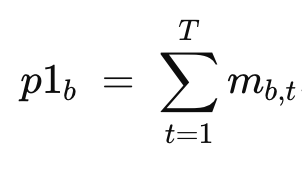 p1_b = \sum_{t=1}^{T} m_{b,t}